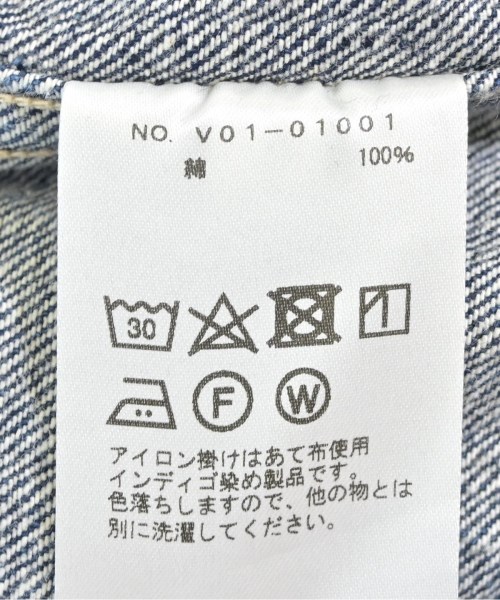 NO. V01-01001
綿 100%
30
F W
アイロン掛けはあて布使用
インディゴ染め製品です。
色落ちしますので、他の物とは
別に洗濯してください。